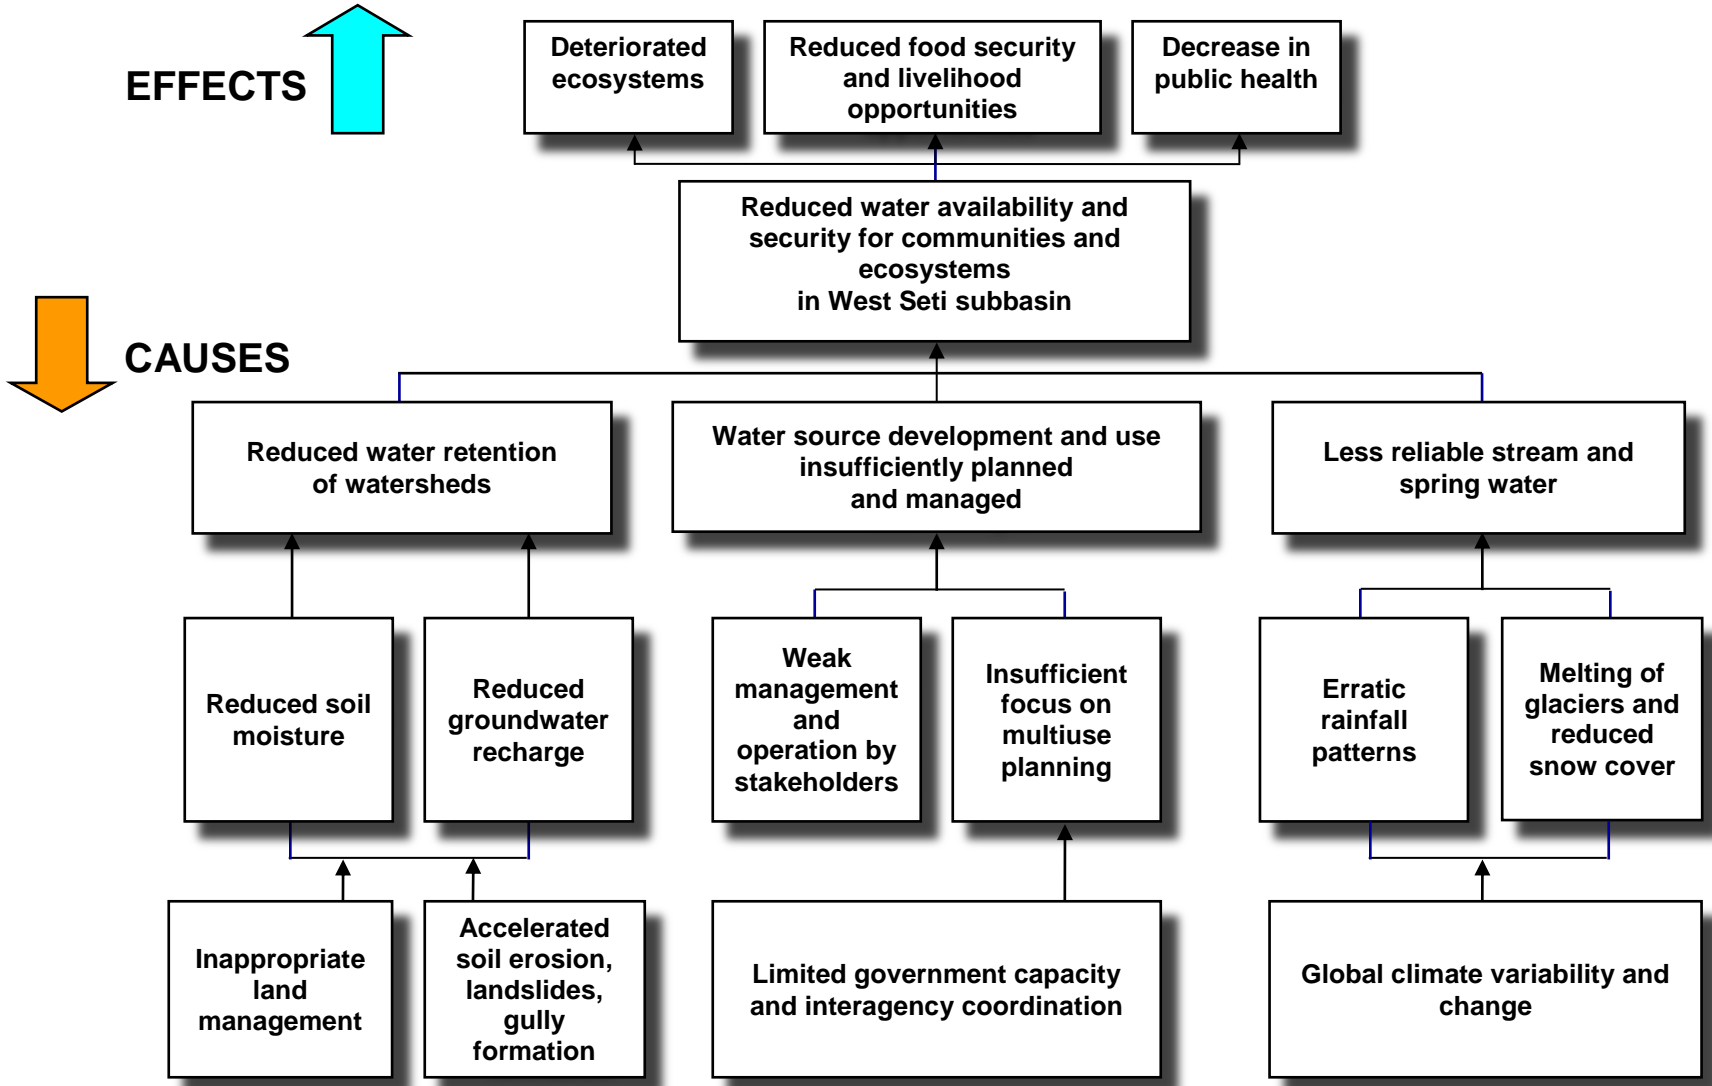 EFFECTS
Deteriorated
ecosystems
Reduced food security
and livelihood
opportunities
Decrease in
public health
Reduced water availability and
security for communities and
ecosystems
in West Seti subbasin
CAUSES
Reduced water retention
of watersheds
Water source development and use
insufficiently planned
and managed
Less reliable stream and
spring water
Reduced soil
moisture
Reduced
groundwater
recharge
Weak
management
and
operation by
stakeholders
Insufficient
focus on
multiuse
planning
Erratic
rainfall
patterns
Melting of
glaciers and
reduced
snow cover
Inappropriate
land
management
Accelerated
soil erosion,
landslides,
gully
formation
Limited government capacity
and interagency coordination
Global climate variability and
change